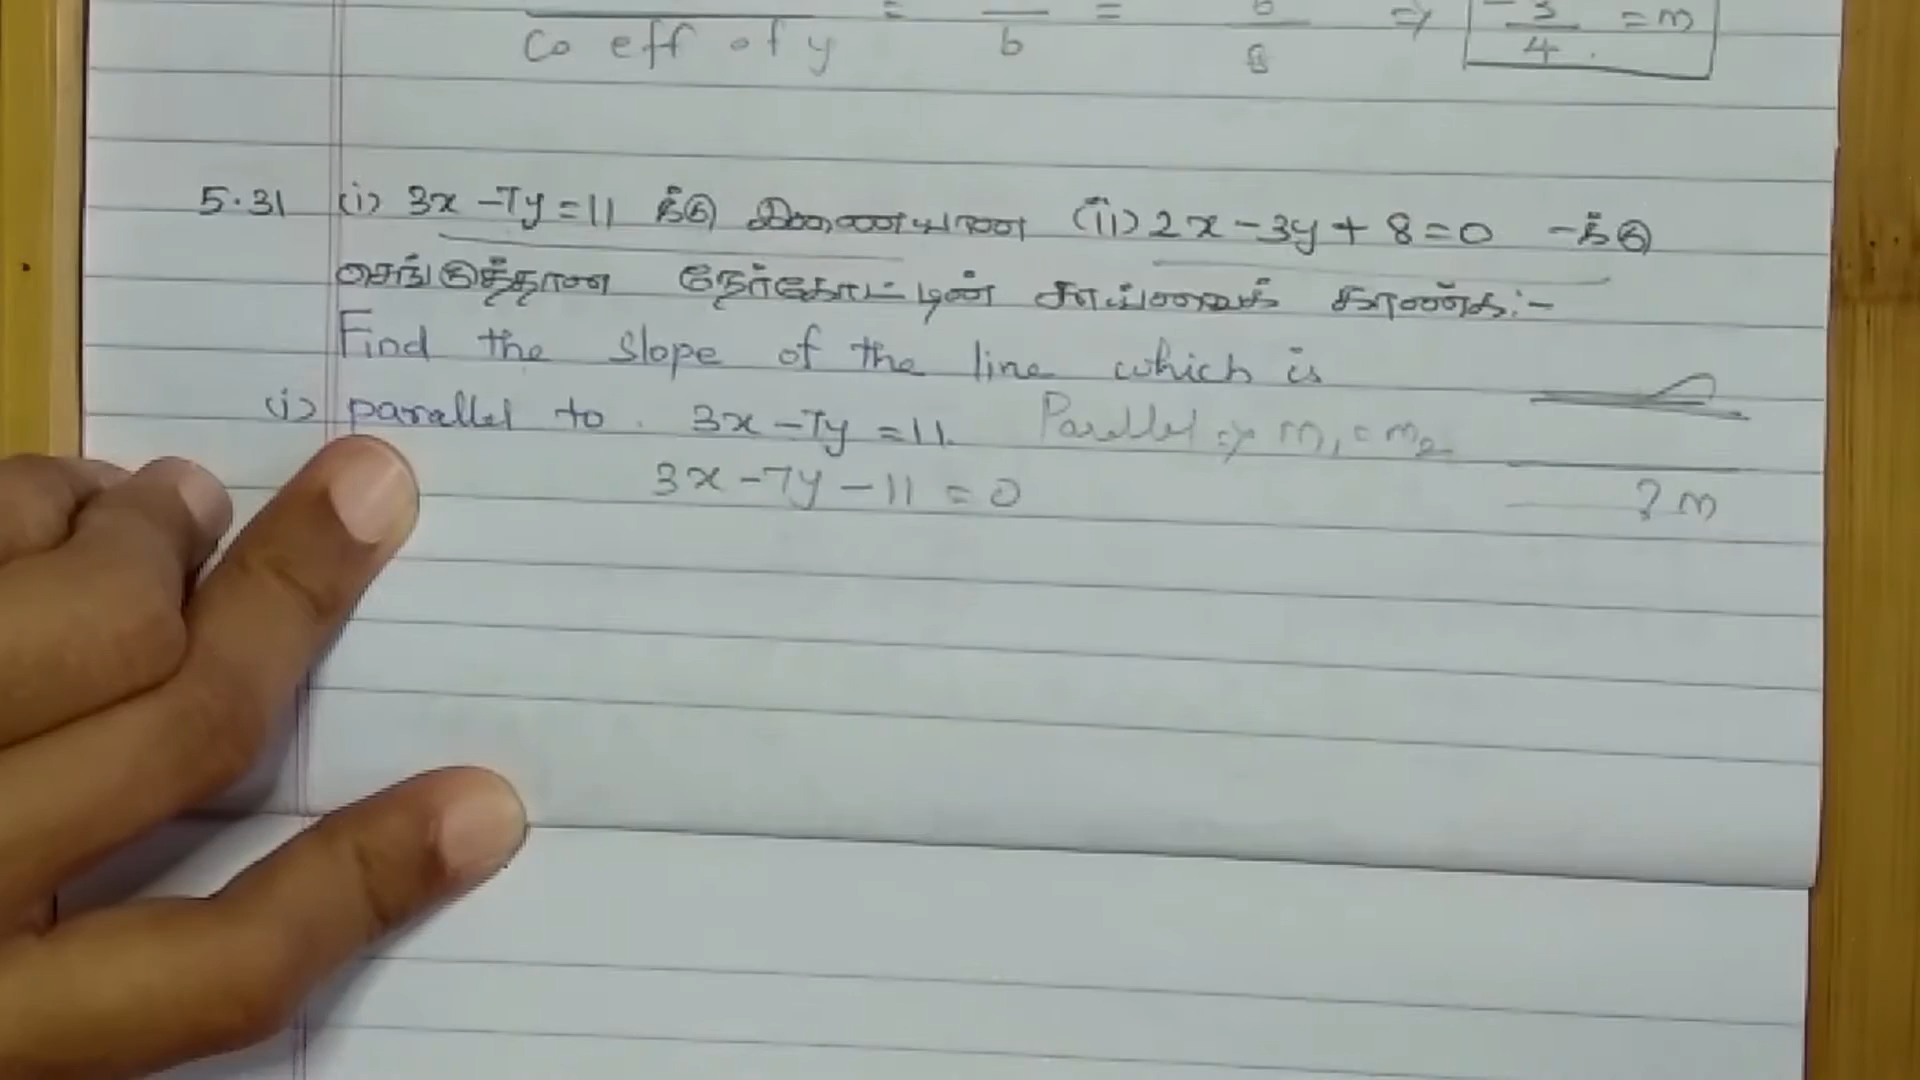 Co eff of y = b = 8 ⇒ -3/4 = m
5.31 (i) 3x -7y = 11 க்கு இணையான (ii) 2x - 3y + 8 = 0 -க்கு
செங்குத்தான நேர்கோட்டின் சாய்வைக் காண்க:-
Find the slope of the line which is
(i) parallel to 3x -7y = 11. Parallel ⇒ m₁ = m₂
3x -7y - 11 = 0 ? m